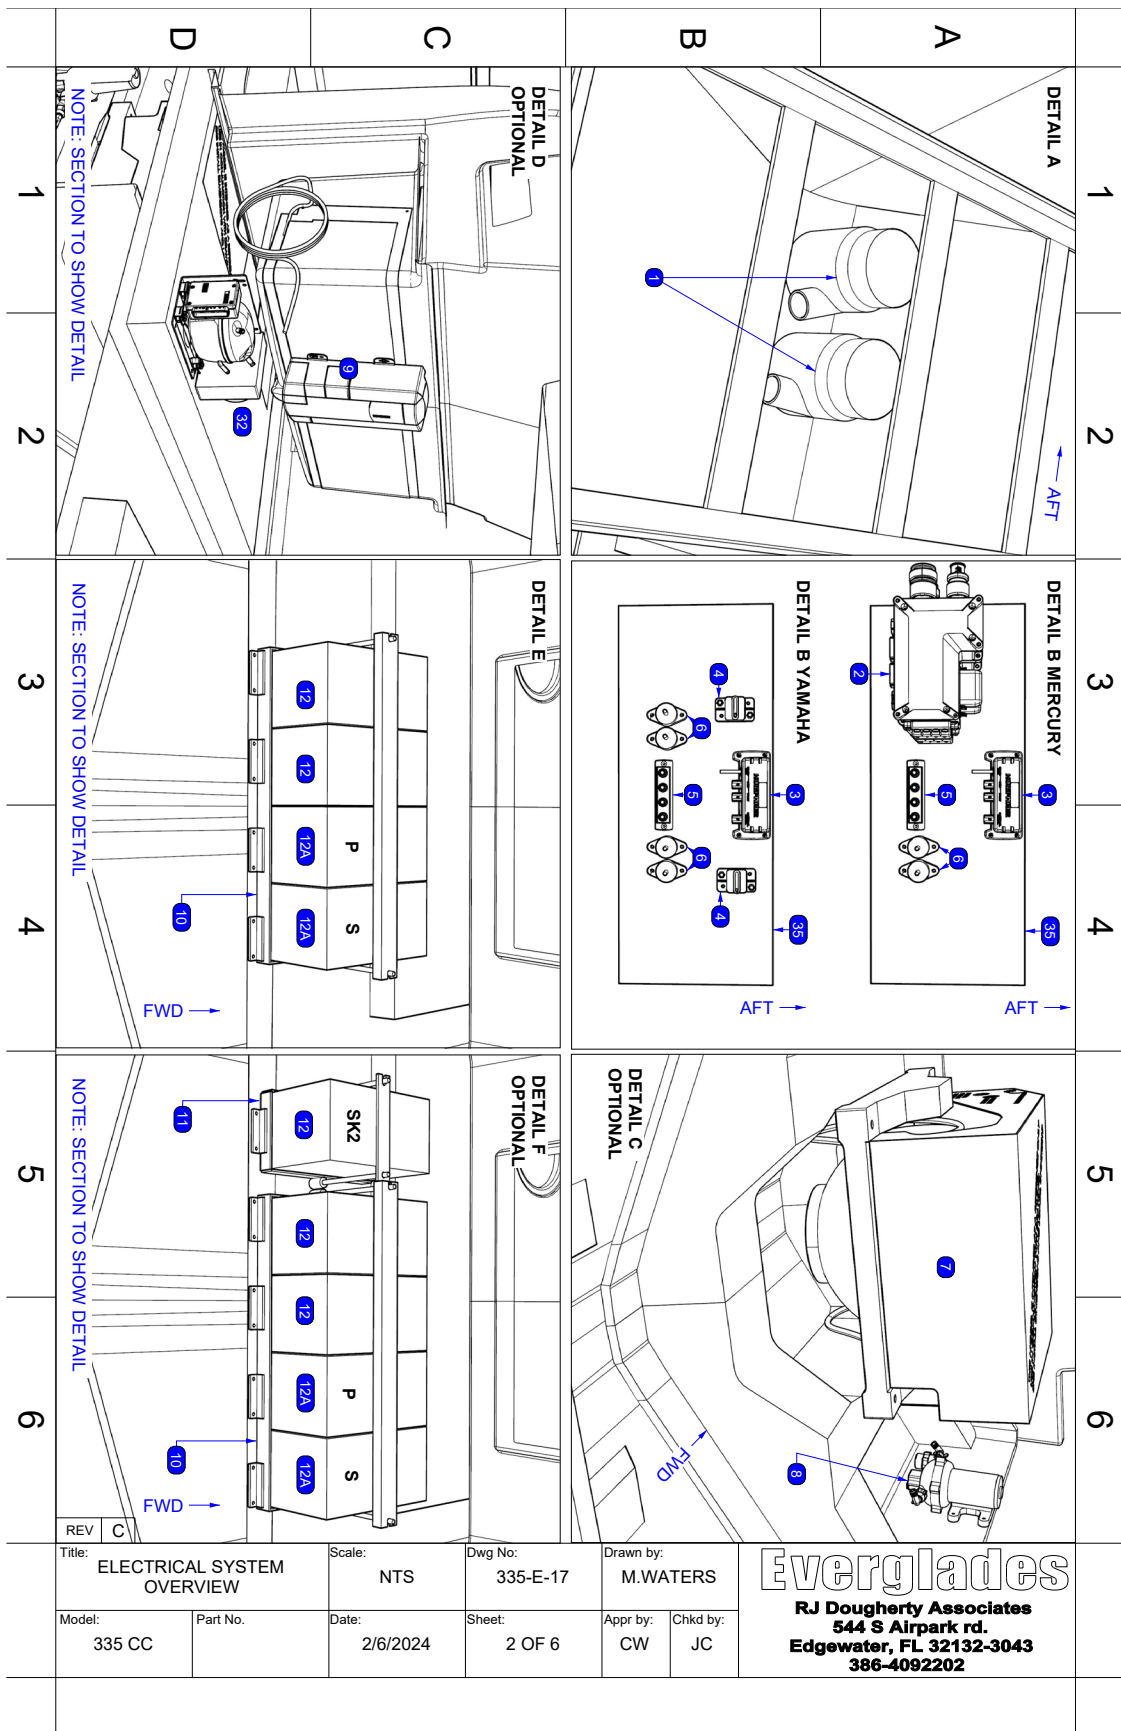 D
C
B
A
1
2
3
4
5
6
1
2
3
4
5
6
DETAIL A
1
AFT
DETAIL D
OPTIONAL
9
32
NOTE: SECTION TO SHOW DETAIL
DETAIL B MERCURY
2
3
5
6
35
AFT
DETAIL B YAMAHA
4
6
3
5
6
4
35
AFT
DETAIL E
12
12
12A
P
12A
S
10
FWD
NOTE: SECTION TO SHOW DETAIL
DETAIL C
OPTIONAL
7
8
FWD
DETAIL F
OPTIONAL
SK2
12
11
12
12
12A
P
12A
S
10
FWD
NOTE: SECTION TO SHOW DETAIL
REV C
Title:
ELECTRICAL SYSTEM
OVERVIEW
Scale:
NTS
Dwg No:
335-E-17
Drawn by:
M.WATERS
Model:
335 CC
Part No.
Date:
2/6/2024
Sheet:
2 OF 6
Appr by:
CW
Chkd by:
JC
Everglades
RJ Dougherty Associates
544 S Airpark rd.
Edgewater, FL 32132-3043
386-4092202